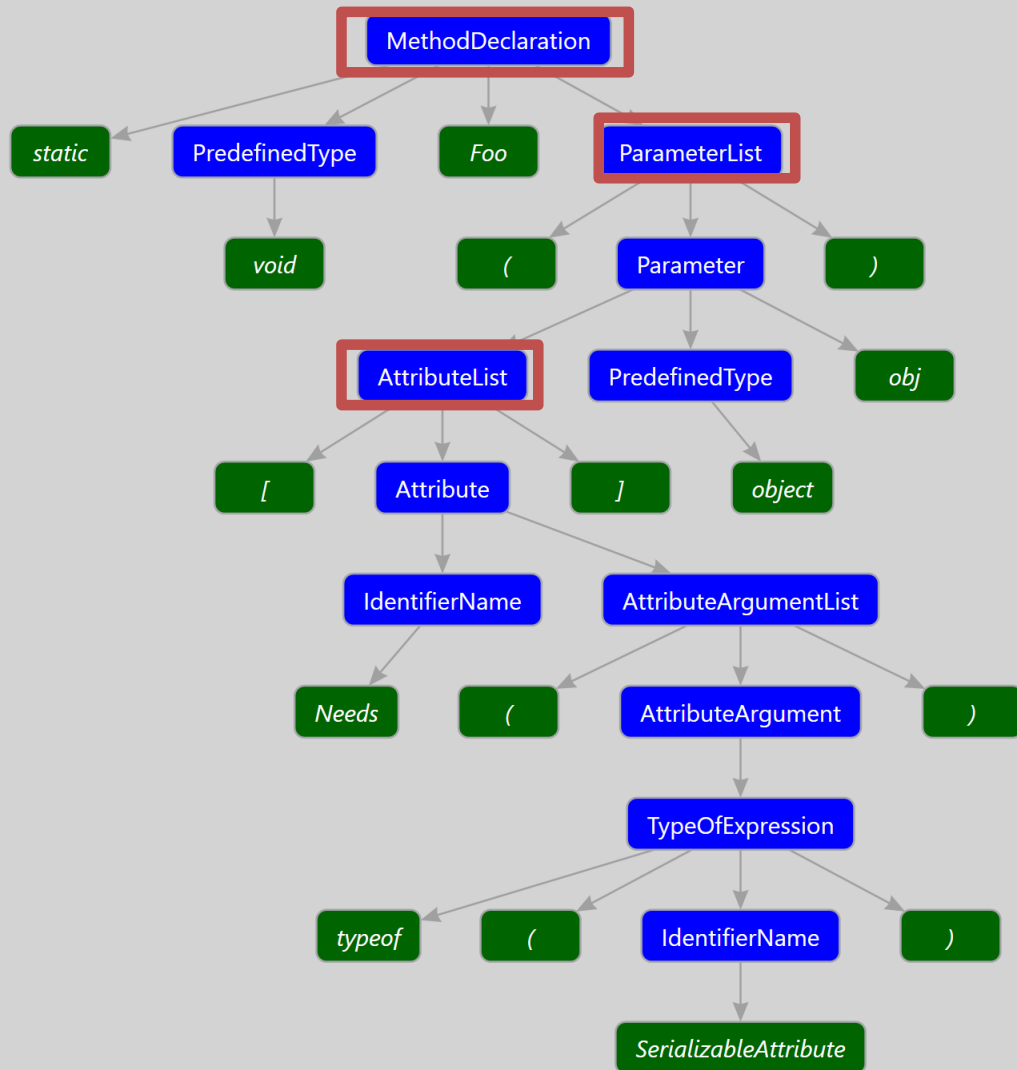 MethodDeclaration
static PredefinedType Foo ParameterList
void ( Parameter )
AttributeList PredefinedType obj
[ Attribute ] object
IdentifierName AttributeArgumentList
Needs ( AttributeArgument )
TypeOfExpression
typeof ( IdentifierName )
SerializableAttribute